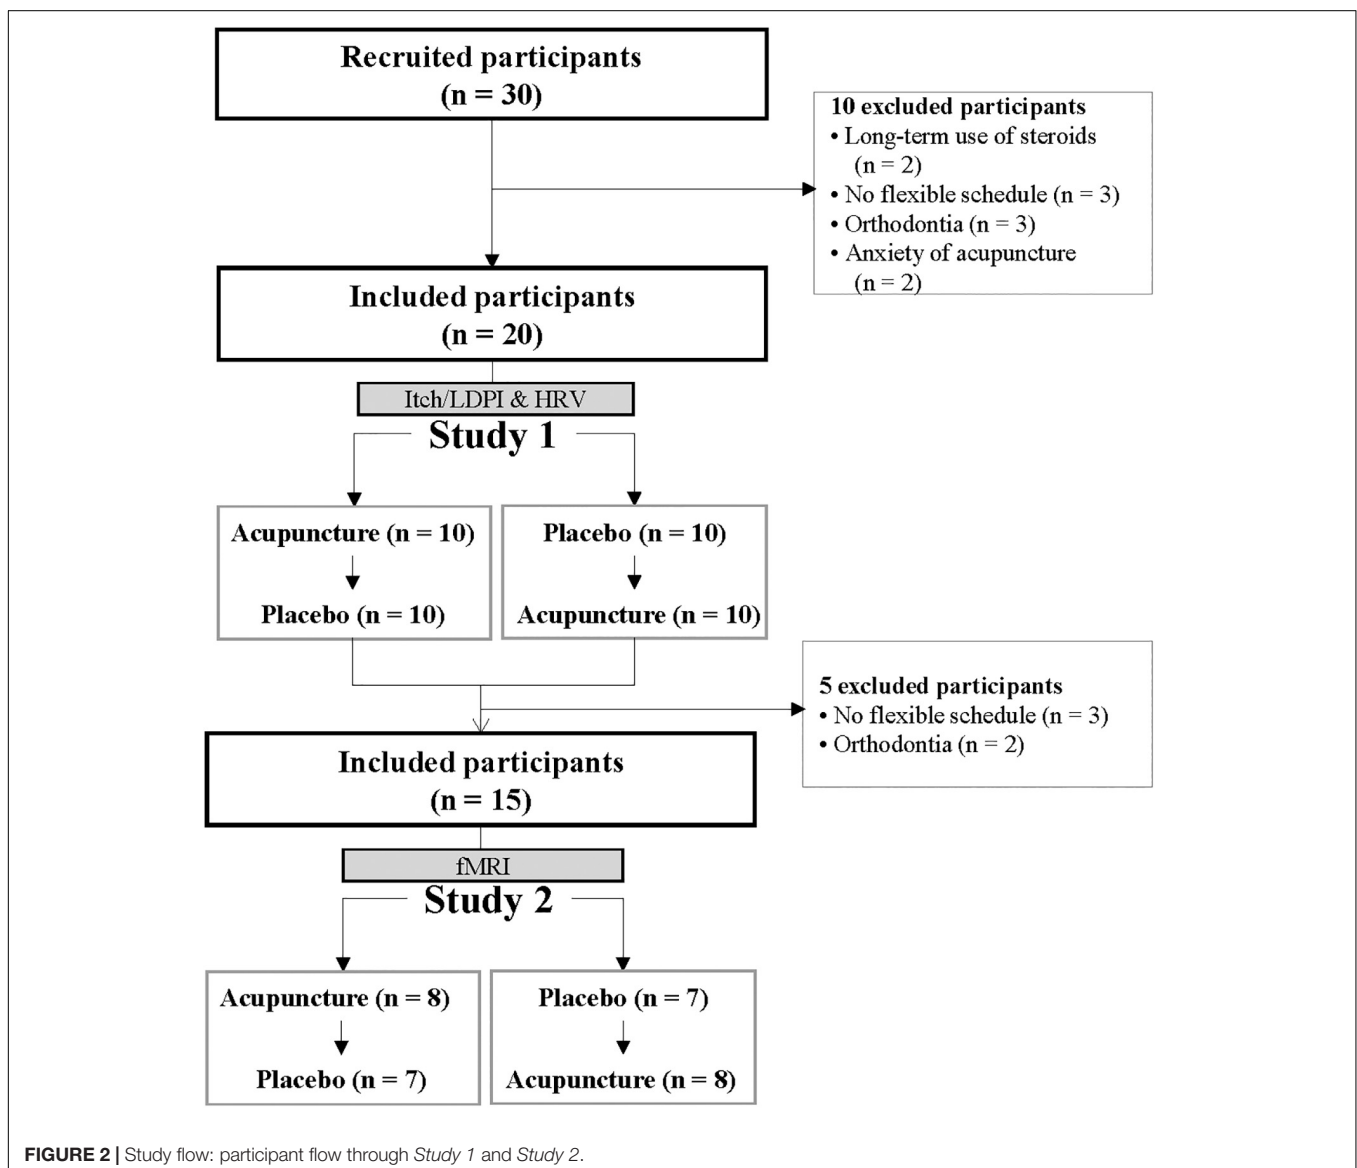 Recruited participants
(n = 30)
10 excluded participants
• Long-term use of steroids
(n = 2)
• No flexible schedule (n = 3)
• Orthodontia (n = 3)
• Anxiety of acupuncture
(n = 2)
Included participants
(n = 20)
Itch/LDPI & HRV
Study 1
Acupuncture (n = 10)
Placebo (n = 10)
Placebo (n = 10)
Acupuncture (n = 10)
5 excluded participants
• No flexible schedule (n = 3)
• Orthodontia (n = 2)
Included participants
(n = 15)
fMRI
Study 2
Acupuncture (n = 8)
Placebo (n = 7)
Placebo (n = 7)
Acupuncture (n = 8)
FIGURE 2 | Study flow: participant flow through Study 1 and Study 2.